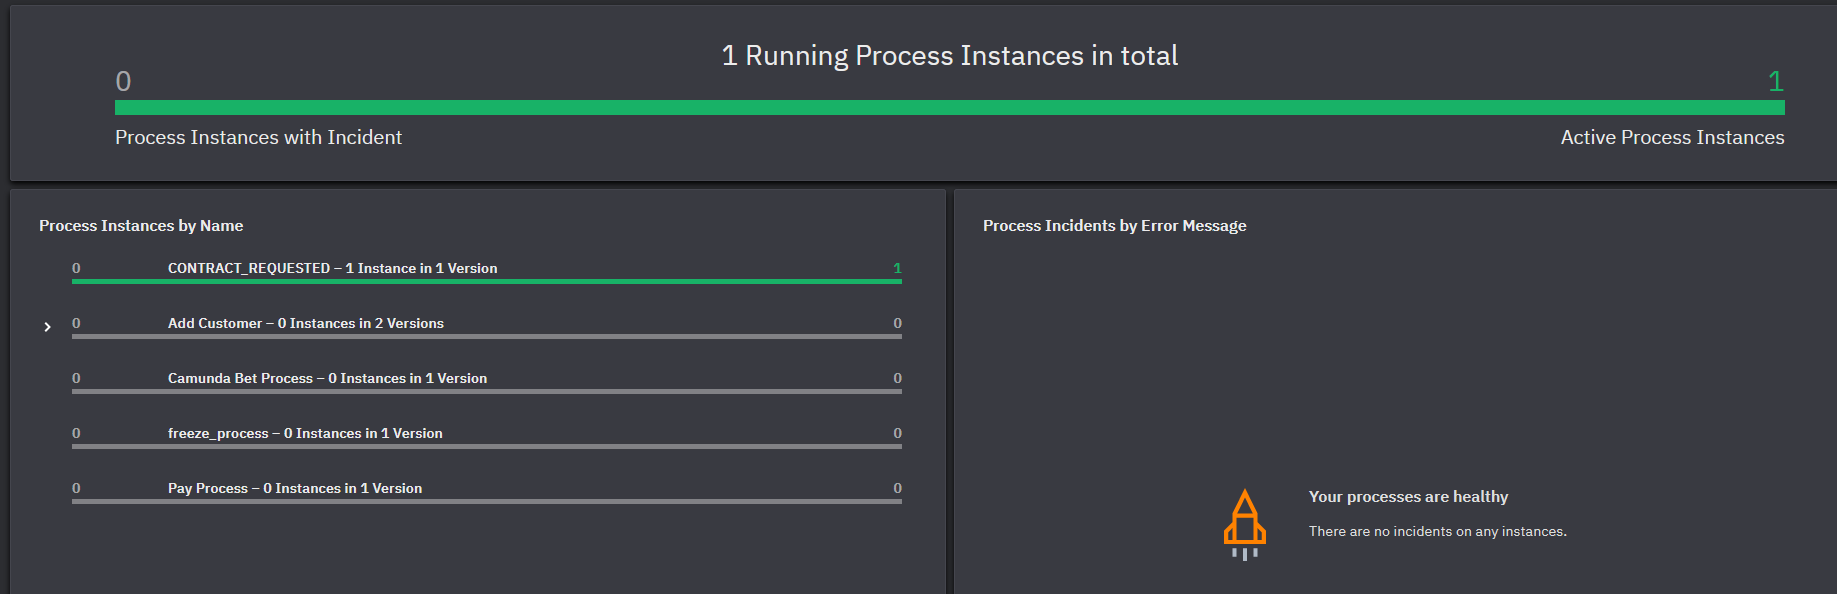 1 Running Process Instances in total
0
1
Process Instances with Incident
Active Process Instances
Process Instances by Name
0 CONTRACT_REQUESTED – 1 Instance in 1 Version 1
0 Add Customer – 0 Instances in 2 Versions 0
0 Camunda Bet Process – 0 Instances in 1 Version 0
0 freeze_process – 0 Instances in 1 Version 0
0 Pay Process – 0 Instances in 1 Version 0
Process Incidents by Error Message
Your processes are healthy
There are no incidents on any instances.